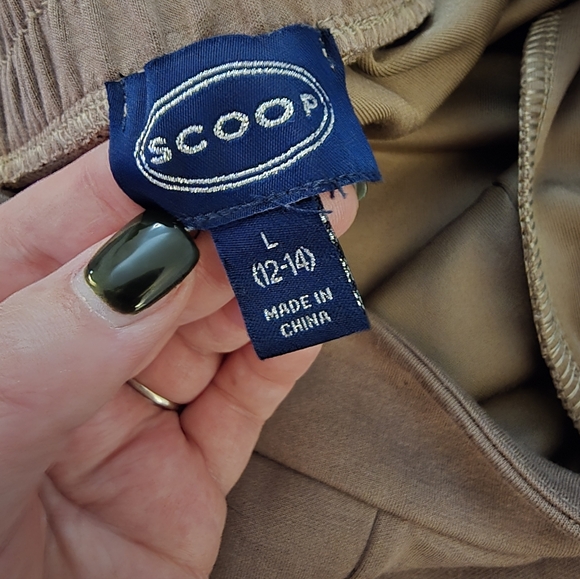 SCOOP
L
(12-14)
MADE IN
CHINA